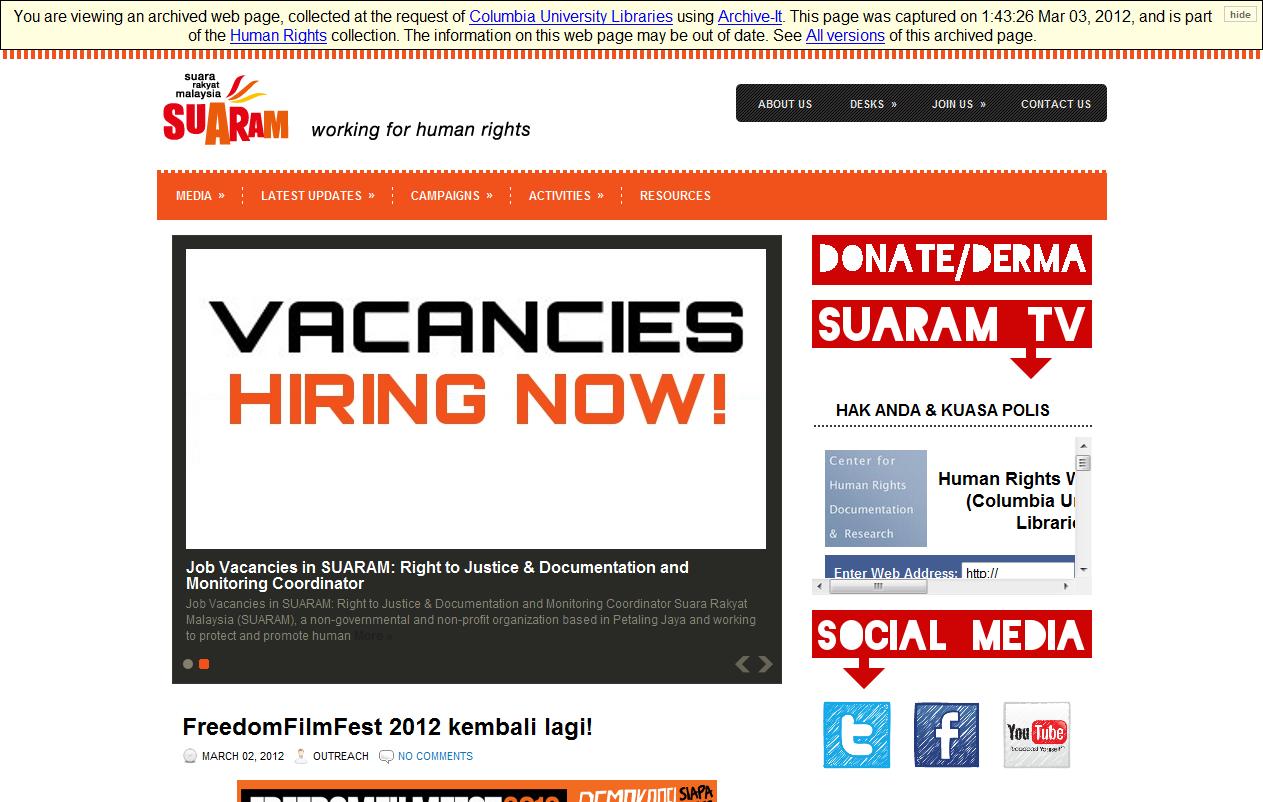 You are viewing an archived web page, collected at the request of Columbia University Libraries using Archive-It. This page was captured on 1:43:26 Mar 03, 2012, and is part
of the Human Rights collection. The information on this web page may be out of date. See All versions of this archived page.
hide
suara
rakyat
malaysia
SUARAM
working for human rights
ABOUT US DESKS » JOIN US » CONTACT US
MEDIA » LATEST UPDATES » CAMPAIGNS » ACTIVITIES » RESOURCES
VACANCIES
HIRING NOW!
Job Vacancies in SUARAM: Right to Justice & Documentation and
Monitoring Coordinator
Job Vacancies in SUARAM: Right to Justice & Documentation and Monitoring Coordinator Suara Rakyat
Malaysia (SUARAM), a non-governmental and non-profit organization based in Petaling Jaya and working
to protect and promote human More »
FreedomFilmFest 2012 kembali lagi!
MARCH 02, 2012 OUTREACH NO COMMENTS
FREEDOMFILMFEST2012
SIAPA
DONATE/DERMA
SUARAM TV
HAK ANDA & KUASA POLIS
Center for
Human Rights
Documentation
& Research
Human Rights
(Columbia
Enter Web Address: http://
SOCIAL MEDIA
t
f
YouTube